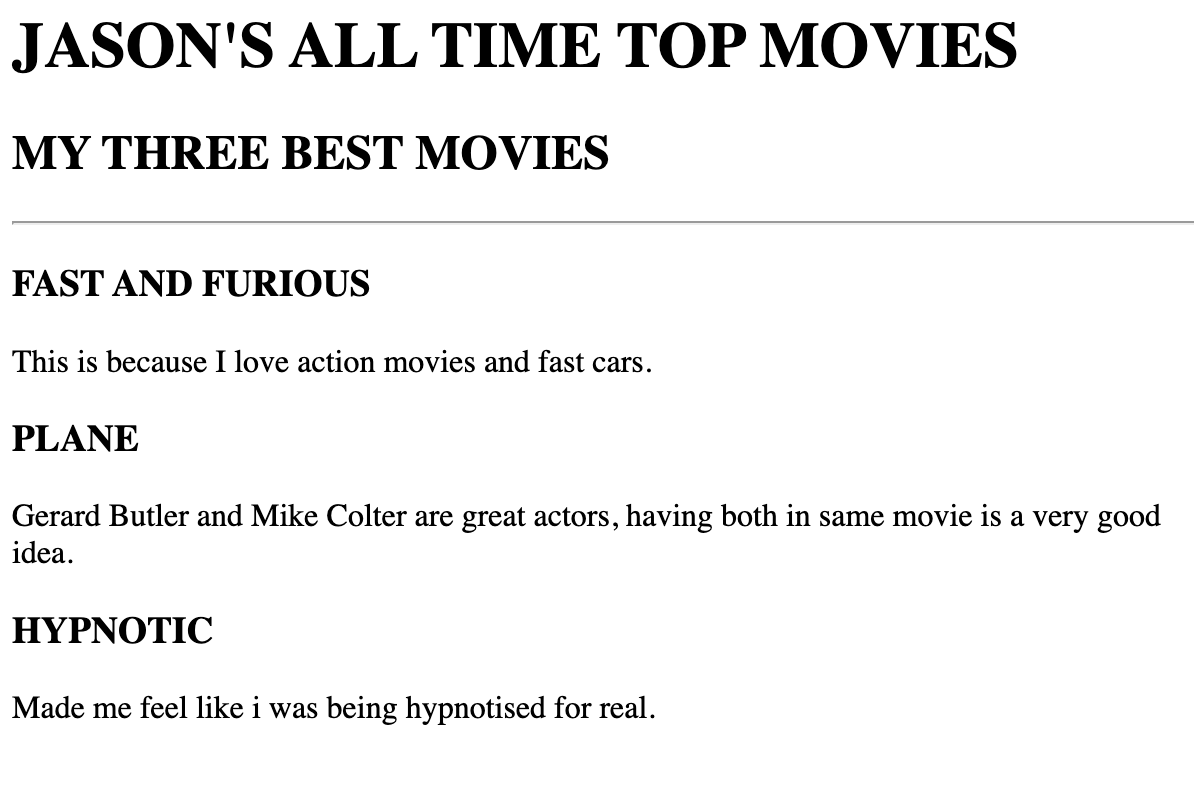 JASON'S ALL TIME TOP MOVIES
MY THREE BEST MOVIES
FAST AND FURIOUS
This is because I love action movies and fast cars.
PLANE
Gerard Butler and Mike Colter are great actors, having both in same movie is a very good
idea.
HYPNOTIC
Made me feel like i was being hypnotised for real.